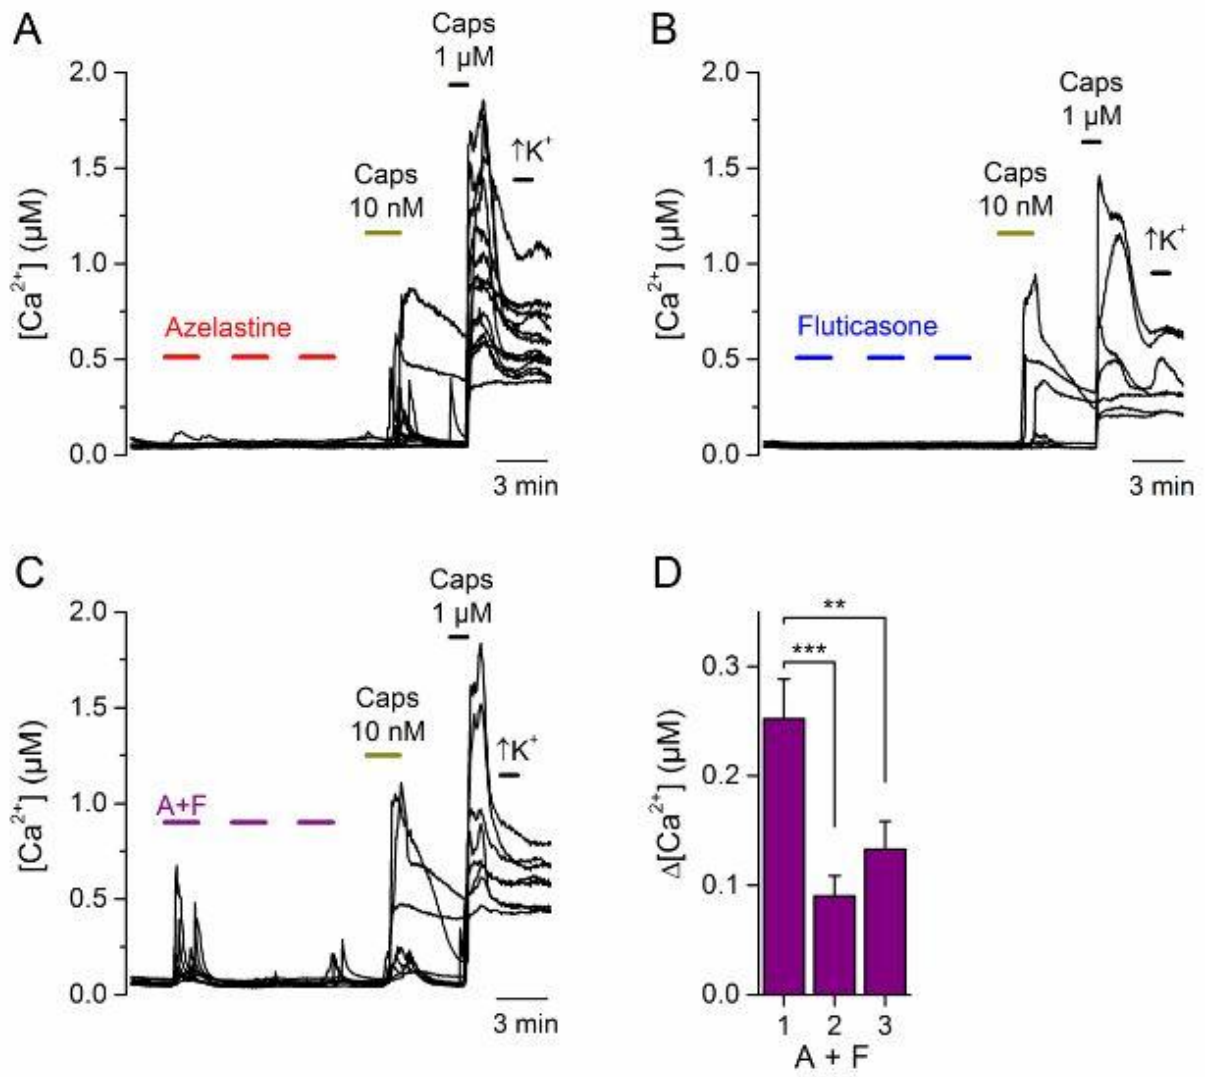 A
Caps
1 µM
2.0
1.5
1.0
0.5
0.0
[Ca²⁺] (µM)
Caps
10 nM
↑K⁺
Azelastine
3 min
B
Caps
1 µM
2.0
1.5
1.0
0.5
0.0
[Ca²⁺] (µM)
Caps
10 nM
↑K⁺
Fluticasone
3 min
C
Caps
1 µM
2.0
1.5
1.0
0.5
0.0
[Ca²⁺] (µM)
Caps
10 nM
↑K⁺
A+F
3 min
D
**
***
0.3
0.2
0.1
0.0
Δ[Ca²⁺] (µM)
1 2 3
A + F